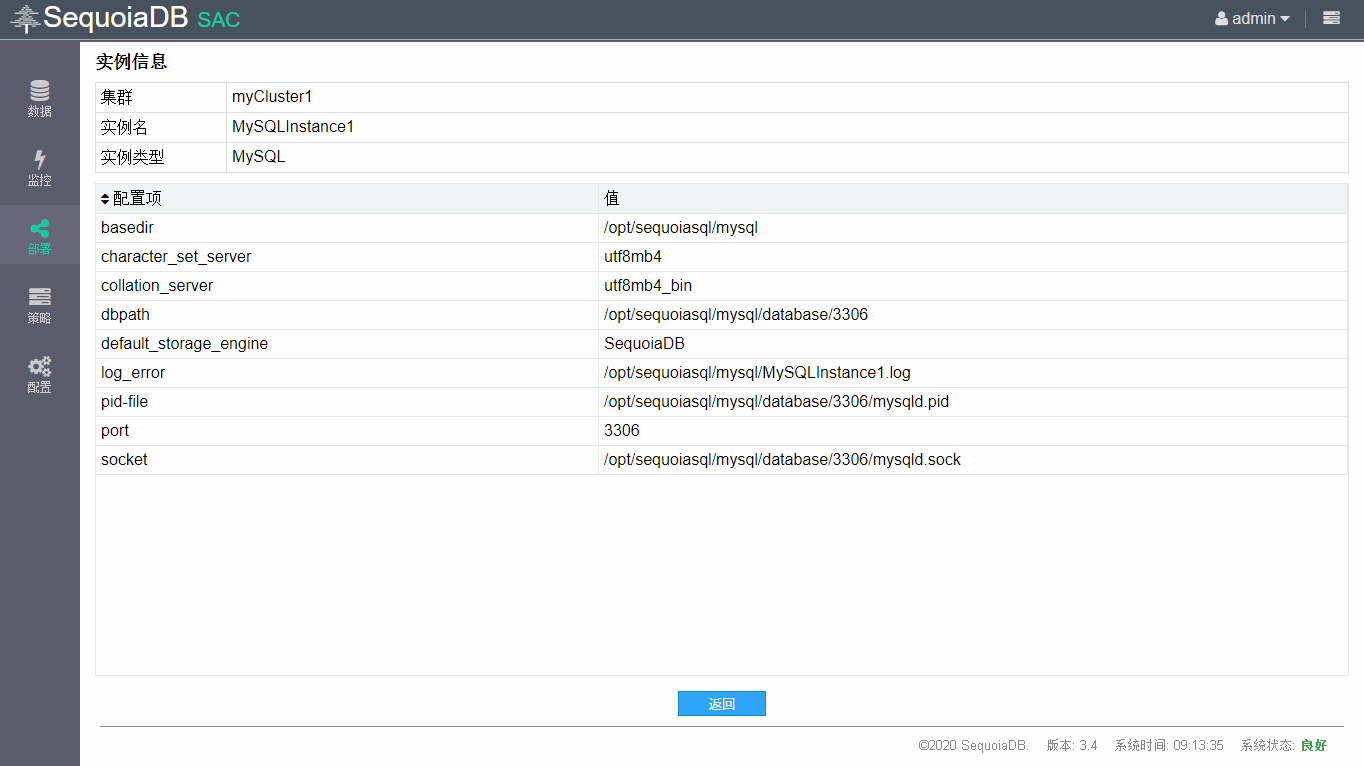 SequoiaDB SAC admin
数据
监控
部署
策略
配置
实例信息
集群 myCluster1
实例名 MySQLInstance1
实例类型 MySQL
配置项 值
basedir /opt/sequoiasql/mysql
character_set_server utf8mb4
collation_server utf8mb4_bin
dbpath /opt/sequoiasql/mysql/database/3306
default_storage_engine SequoiaDB
log_error /opt/sequoiasql/mysql/MySQLInstance1.log
pid-file /opt/sequoiasql/mysql/database/3306/mysqld.pid
port 3306
socket /opt/sequoiasql/mysql/database/3306/mysqld.sock
返回
©2020 SequoiaDB. 版本: 3.4 系统时间: 09:13:35 系统状态: 良好